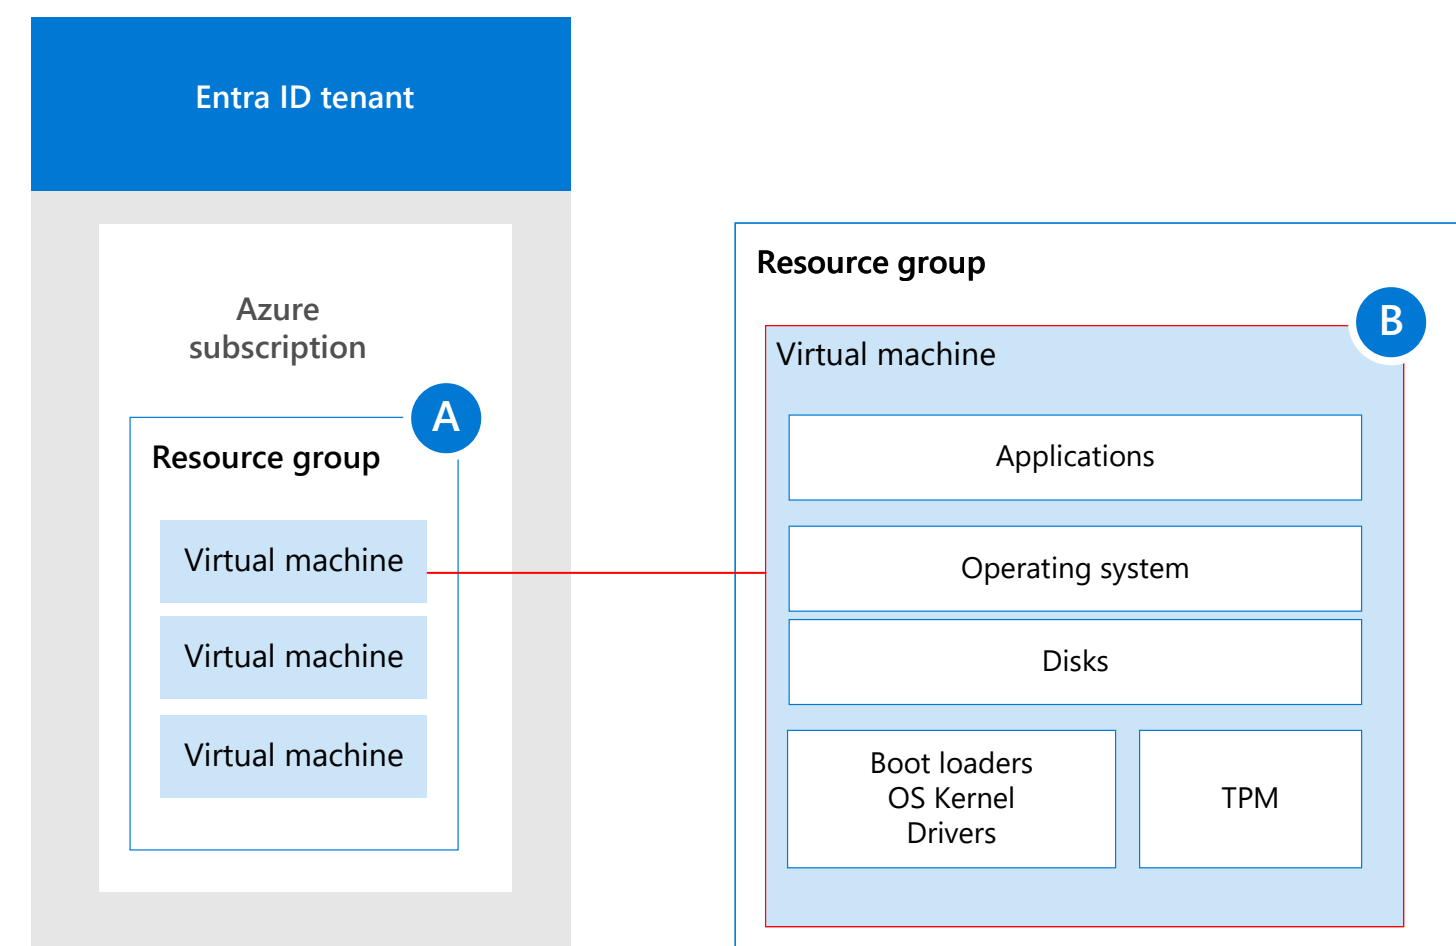 Entra ID tenant
Azure
subscription
A
Resource group
Virtual machine
Virtual machine
Virtual machine
Resource group
B
Virtual machine
Applications
Operating system
Disks
Boot loaders
OS Kernel
Drivers
TPM